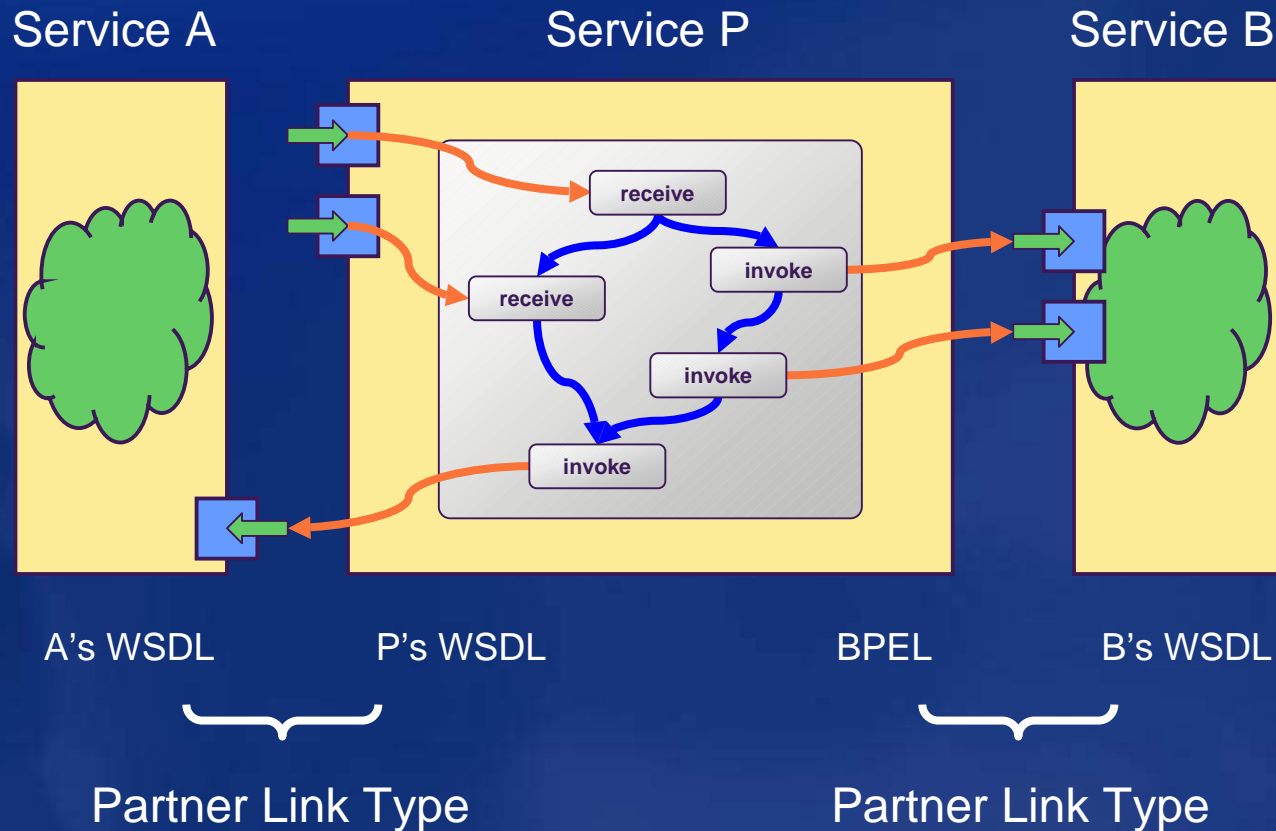 Service A
Service P
Service B
receive
invoke
receive
invoke
invoke
A's WSDL
P's WSDL
BPEL
B's WSDL
Partner Link Type
Partner Link Type